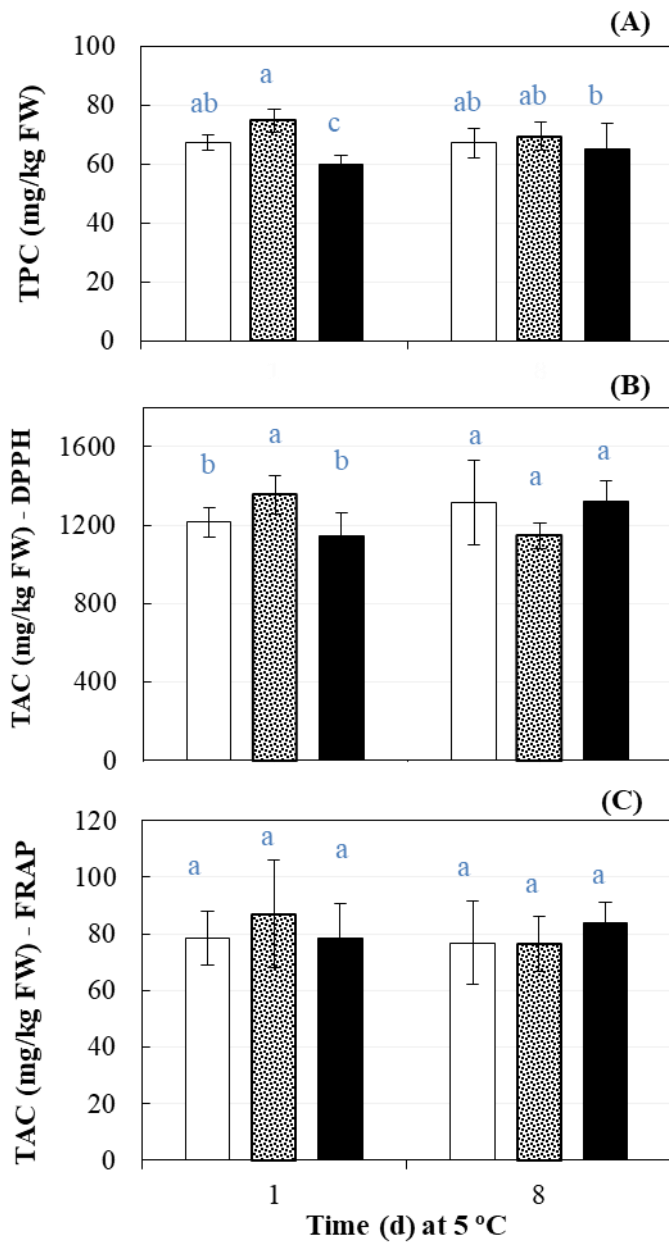 (A)
TPC (mg/kg FW)
100
80
60
40
20
0
ab
a
c
ab
ab
b
(B)
TAC (mg/kg FW) - DPPH
1600
1200
800
400
0
b
a
b
a
a
a
(C)
TAC (mg/kg FW) - FRAP
120
100
80
60
40
20
0
a
a
a
a
a
a
1
8
Time (d) at 5 ºC